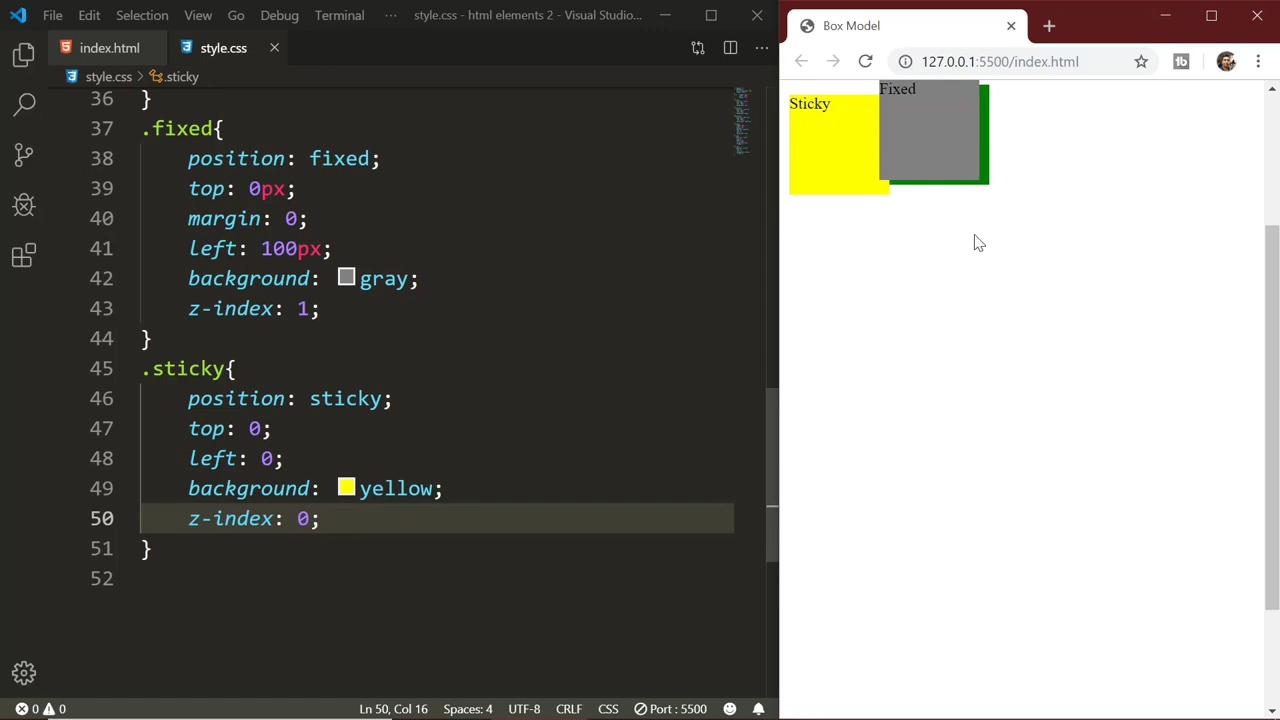 File Edit Selection View Go Debug Terminal ··· style.css - html elements 2 - Visual Studio...
index.html style.css
style.css > .sticky
36 }
37 .fixed{
38 position: fixed;
39 top: 0px;
40 margin: 0;
41 left: 100px;
42 background: gray;
43 z-index: 1;
44 }
45 .sticky{
46 position: sticky;
47 top: 0;
48 left: 0;
49 background: yellow;
50 z-index: 0;
51 }
52
0 0 Ln 50, Col 16 Spaces: 4 UTF-8 CRLF CSS Port : 5500
Box Model
127.0.0.1:5500/index.html
Fixed
Sticky